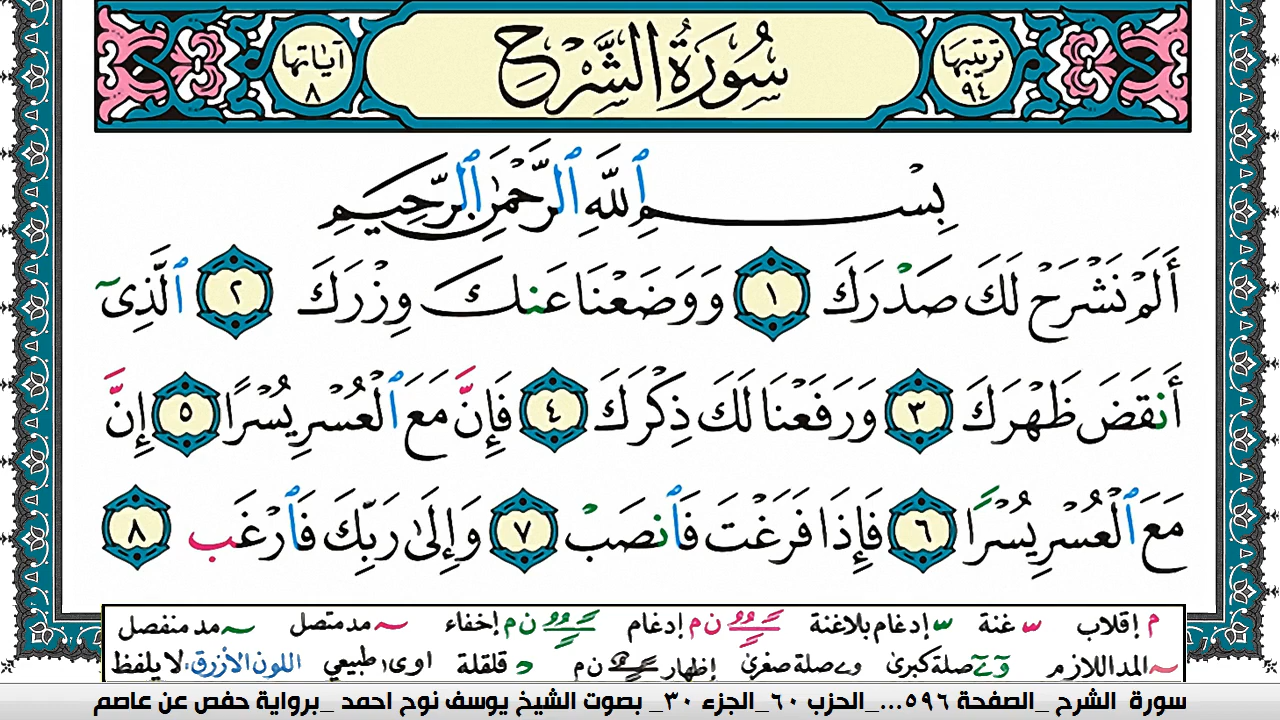 ترتيبها ٩٤ سُورَةُ الشَّرْحِ آياتها ٨
بِسْمِ ٱللَّهِ ٱلرَّحْمَٰنِ ٱلرَّحِيمِ
أَلَمْ نَشْرَحْ لَكَ صَدْرَكَ ١ وَوَضَعْنَا عَنكَ وِزْرَكَ ٢ ٱلَّذِىٓ
أَنقَضَ ظَهْرَكَ ٣ وَرَفَعْنَا لَكَ ذِكْرَكَ ٤ فَإِنَّ مَعَ ٱلْعُسْرِ يُسْرًا ٥ إِنَّ
مَعَ ٱلْعُسْرِ يُسْرًا ٦ فَإِذَا فَرَغْتَ فَٱنصَبْ ٧ وَإِلَىٰ رَبِّكَ فَٱرْغَب ٨
م إقلاب غنة إدغام بلاغنة ن م إدغام ن م إخفاء مد متصل مد منفصل
المد اللازم صلة كبرى صلة صغرى إظهار ن م قلقلة اوى طبيعي اللون الأزرق: لا يلفظ
سورة الشرح _الصفحة ٥٩٦..._الحزب ٦٠_الجزء ٣٠_ بصوت الشيخ يوسف نوح احمد _برواية حفص عن عاصم